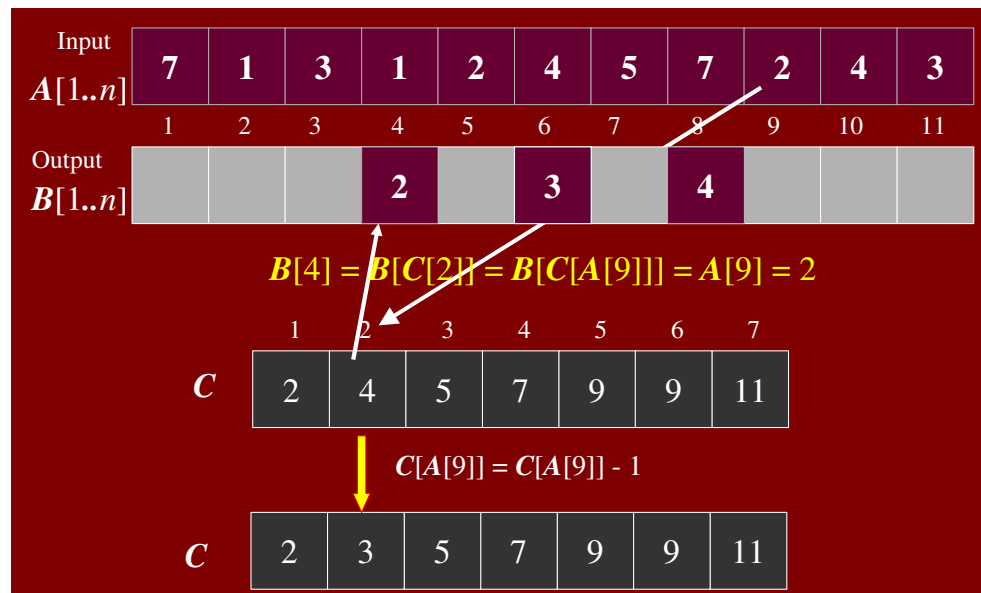 Input
A[1..n] 7 1 3 1 2 4 5 7 2 4 3
1 2 3 4 5 6 7 8 9 10 11
Output
B[1..n] 2 3 4
B[4] = B[C[2]] = B[C[A[9]]] = A[9] = 2
1 2 3 4 5 6 7
C 2 4 5 7 9 9 11
C[A[9]] = C[A[9]] - 1
C 2 3 5 7 9 9 11